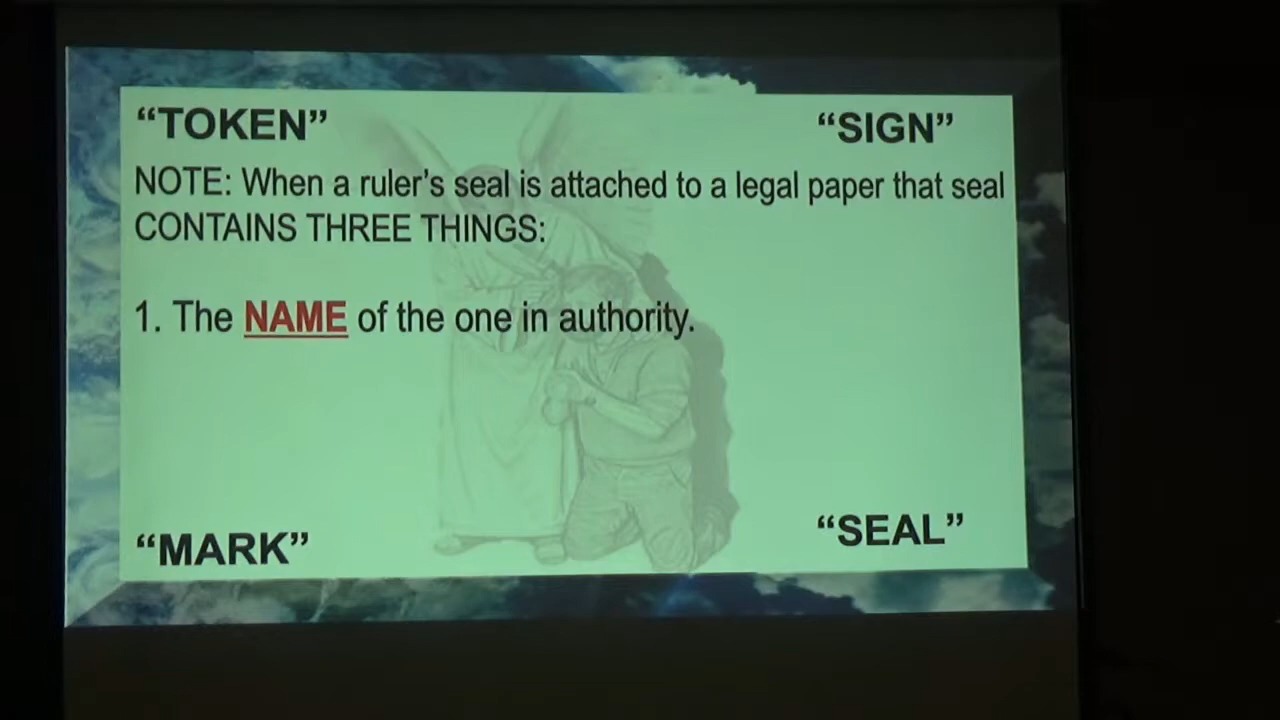 “TOKEN”
“SIGN”
NOTE: When a ruler’s seal is attached to a legal paper that seal
CONTAINS THREE THINGS:
1. The NAME of the one in authority.
“MARK”
“SEAL”